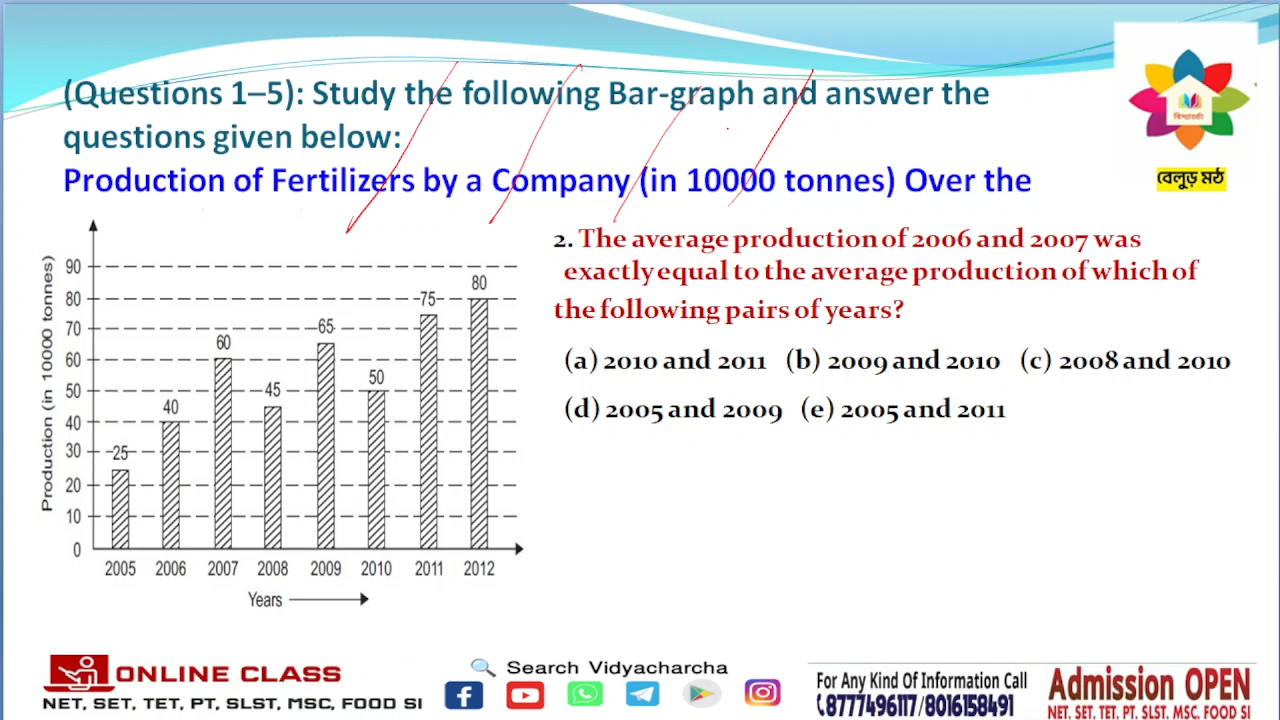 (Questions 1–5): Study the following Bar-graph and answer the
questions given below:
Production of Fertilizers by a Company (in 10000 tonnes) Over the
विद्याचर्चा
বেলুড় মঠ
Production (in 10000 tonnes)
90
80
70
60
50
40
30
20
10
0
25
40
60
45
65
50
75
80
2005 2006 2007 2008 2009 2010 2011 2012
Years
2. The average production of 2006 and 2007 was
exactly equal to the average production of which of
the following pairs of years?
(a) 2010 and 2011 (b) 2009 and 2010 (c) 2008 and 2010
(d) 2005 and 2009 (e) 2005 and 2011
ONLINE CLASS
NET, SET, TET, PT, SLST, MSC, FOOD SI
Search Vidyacharcha
For Any Kind Of Information Call
8777496117/8016158491
Admission OPEN
NET, SET, TET, PT, SLST, MSC, FOOD SI